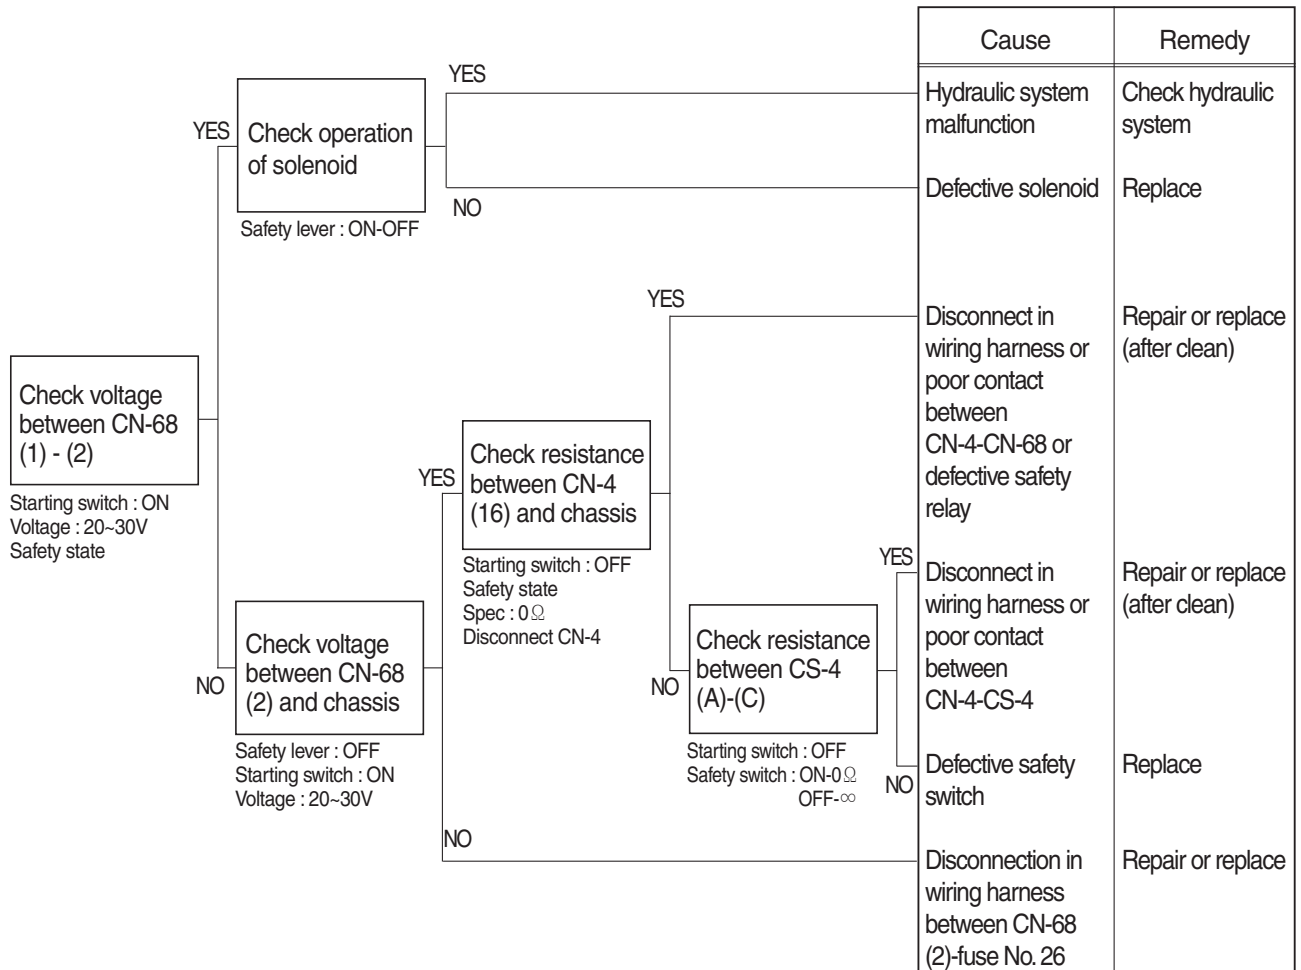 Cause
Remedy
YES
Hydraulic system
malfunction
Check hydraulic
system
YES
Check operation
of solenoid
NO
Defective solenoid
Replace
Safety lever : ON-OFF
YES
Disconnect in
wiring harness or
poor contact
between
CN-4-CN-68 or
defective safety
relay
Repair or replace
(after clean)
Check voltage
between CN-68
(1) - (2)
Starting switch : ON
Voltage : 20~30V
Safety state
YES
Check resistance
between CN-4
(16) and chassis
Starting switch : OFF
Safety state
Spec : 0Ω
Disconnect CN-4
YES
Disconnect in
wiring harness or
poor contact
between
CN-4-CS-4
Repair or replace
(after clean)
NO
Check voltage
between CN-68
(2) and chassis
Safety lever : OFF
Starting switch : ON
Voltage : 20~30V
NO
Check resistance
between CS-4
(A)-(C)
Starting switch : OFF
Safety switch : ON-0Ω
OFF-∞
NO
Defective safety
switch
Replace
NO
Disconnection in
wiring harness
between CN-68
(2)-fuse No. 26
Repair or replace